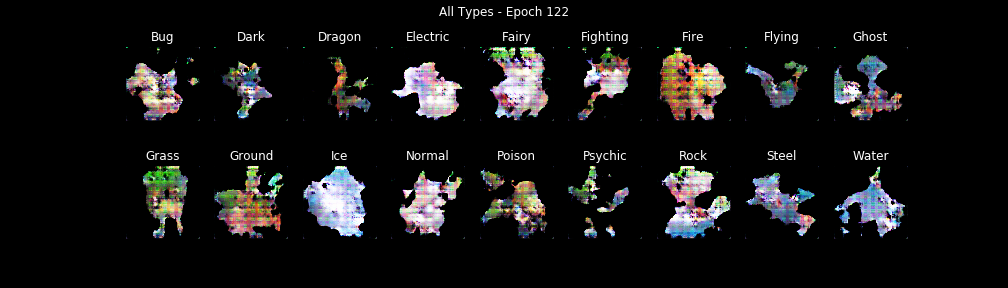 All Types - Epoch 122
Bug Dark Dragon Electric Fairy Fighting Fire Flying Ghost
Grass Ground Ice Normal Poison Psychic Rock Steel Water